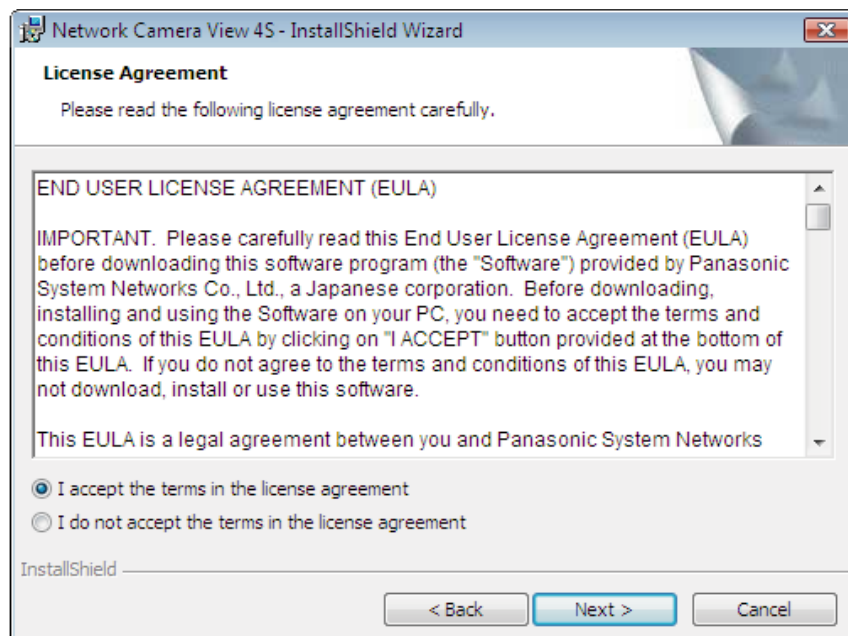 Network Camera View 4S - InstallShield Wizard
License Agreement
Please read the following license agreement carefully.
END USER LICENSE AGREEMENT (EULA)
IMPORTANT.  Please carefully read this End User License Agreement (EULA)
before downloading this software program (the "Software") provided by Panasonic
System Networks Co., Ltd., a Japanese corporation.  Before downloading,
installing and using the Software on your PC, you need to accept the terms and
conditions of this EULA by clicking on "I ACCEPT" button provided at the bottom of
this EULA.  If you do not agree to the terms and conditions of this EULA, you may
not download, install or use this software.
This EULA is a legal agreement between you and Panasonic System Networks
I accept the terms in the license agreement
I do not accept the terms in the license agreement
InstallShield
< Back
Next >
Cancel